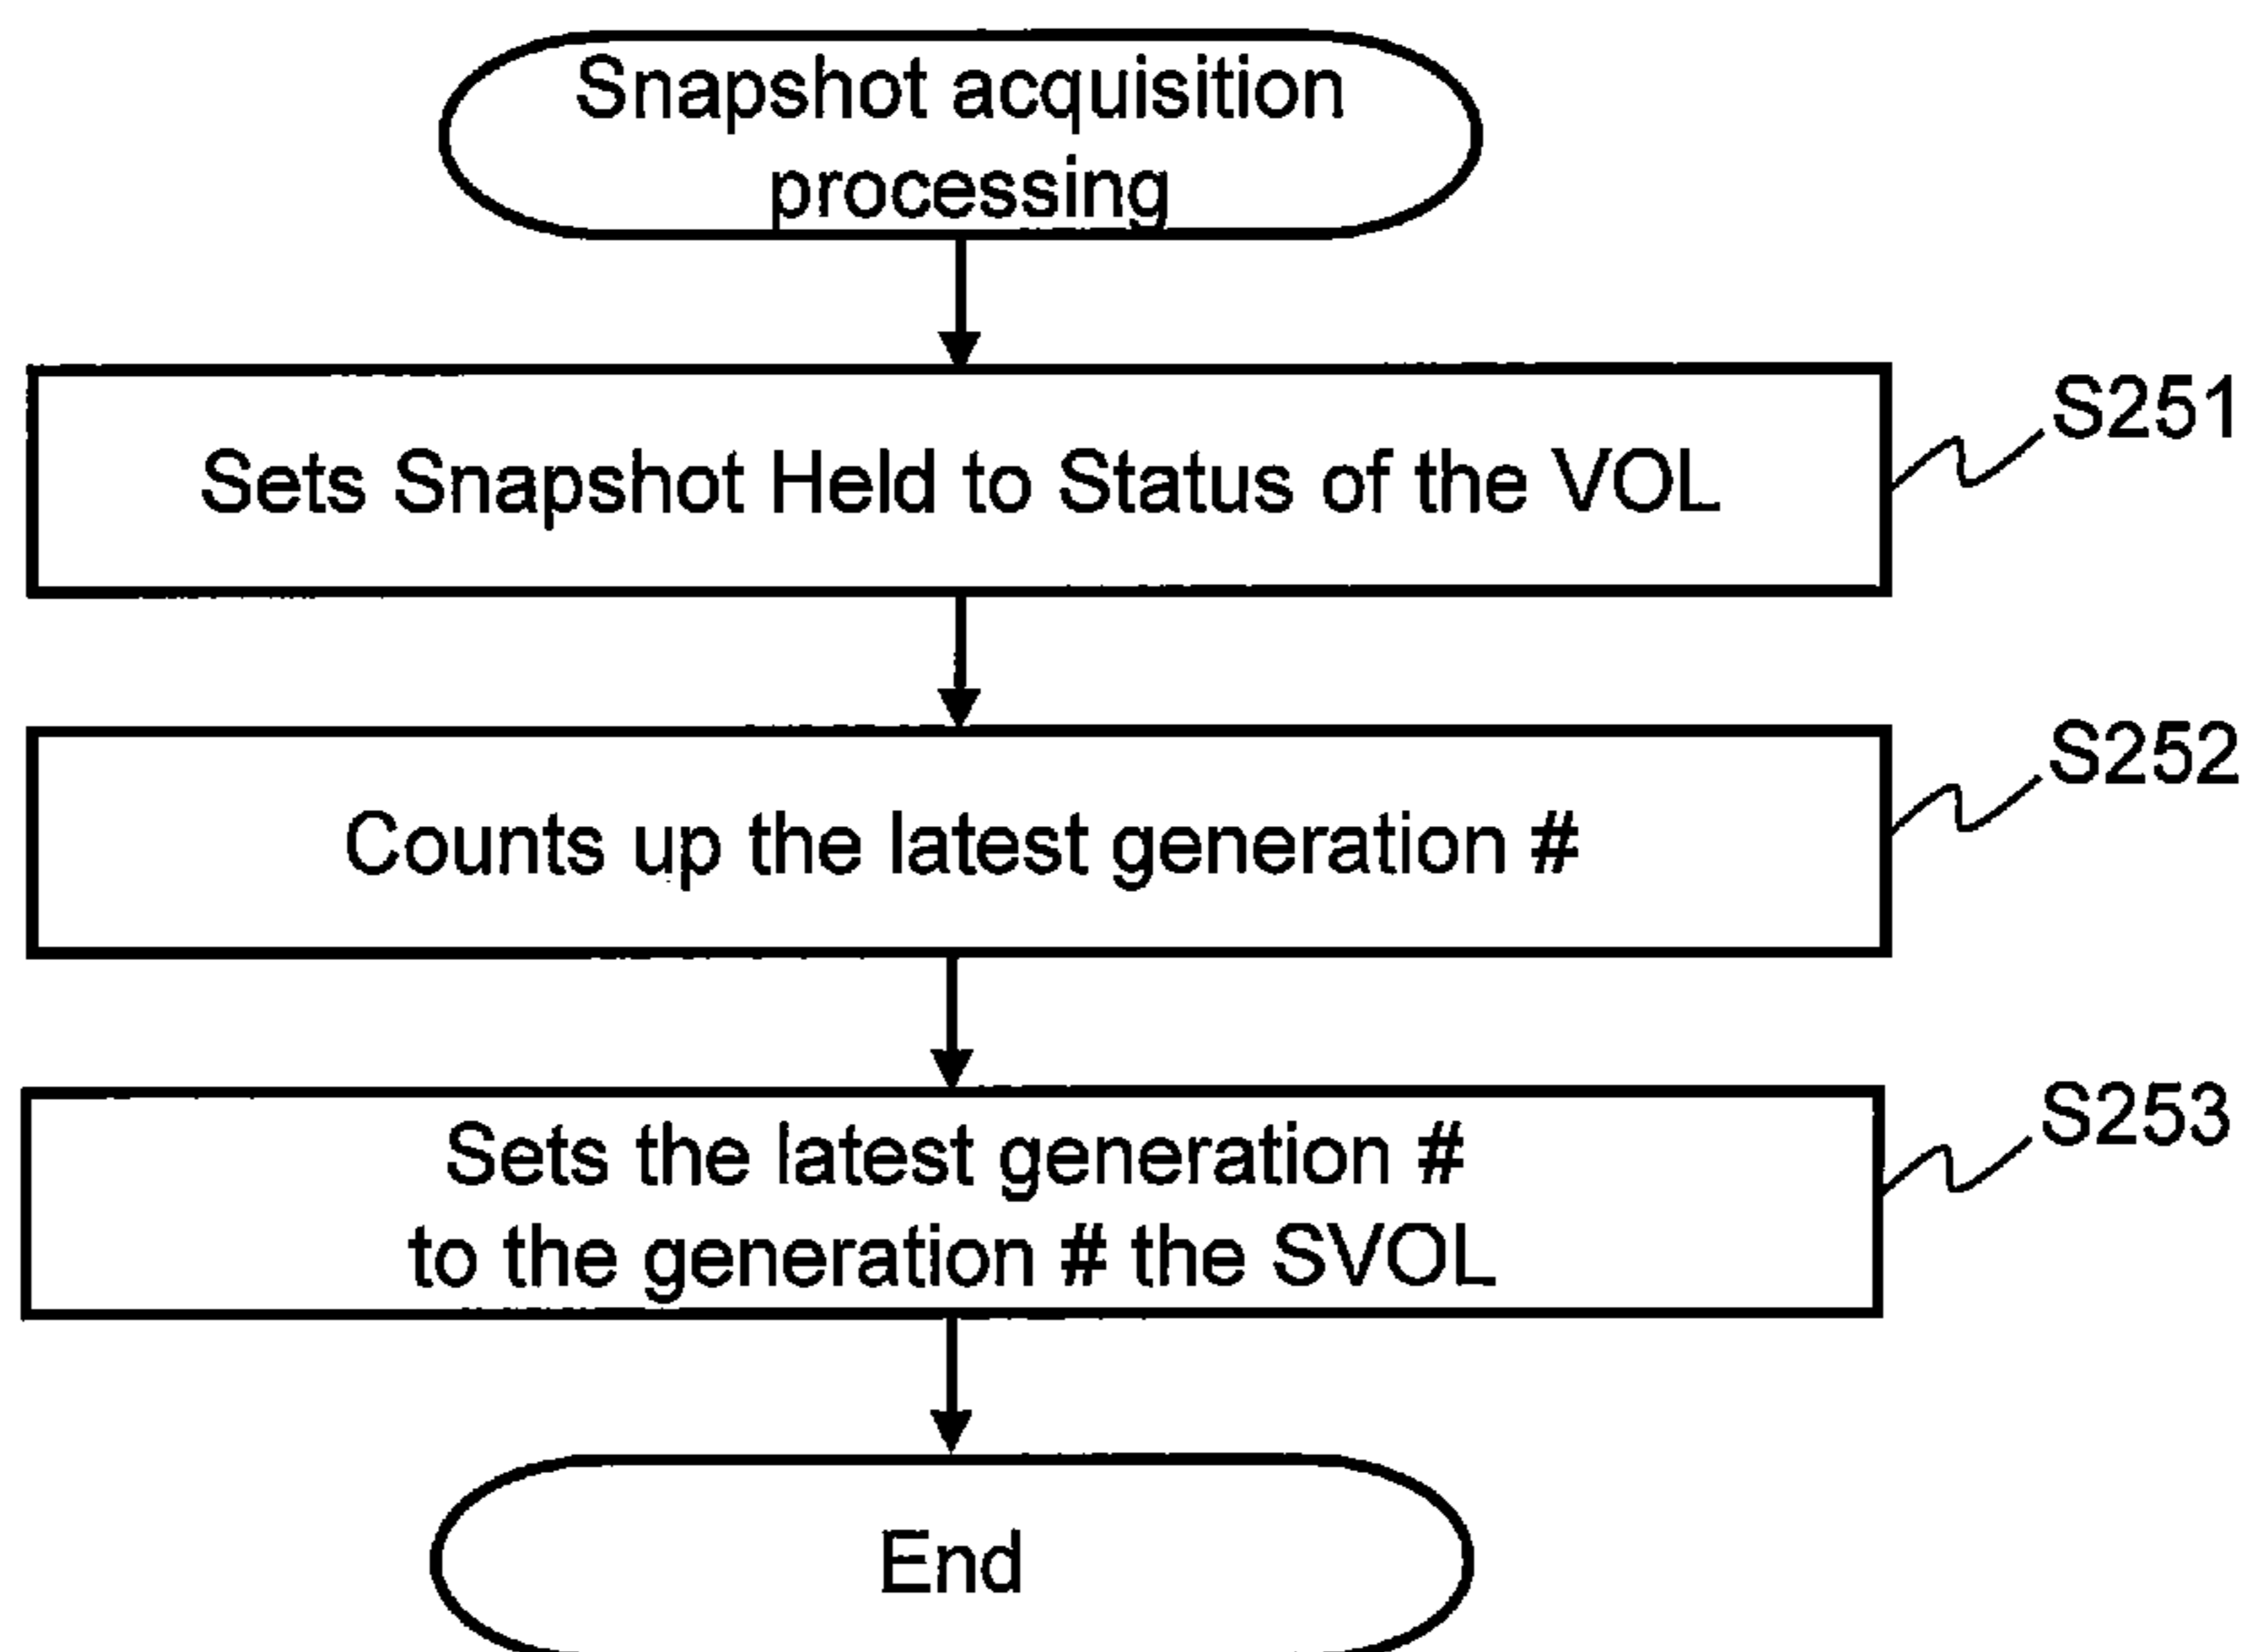 Snapshot acquisition
processing
S251
Sets Snapshot Held to Status of the VOL
S252
Counts up the latest generation #
S253
Sets the latest generation #
to the generation # the SVOL
End